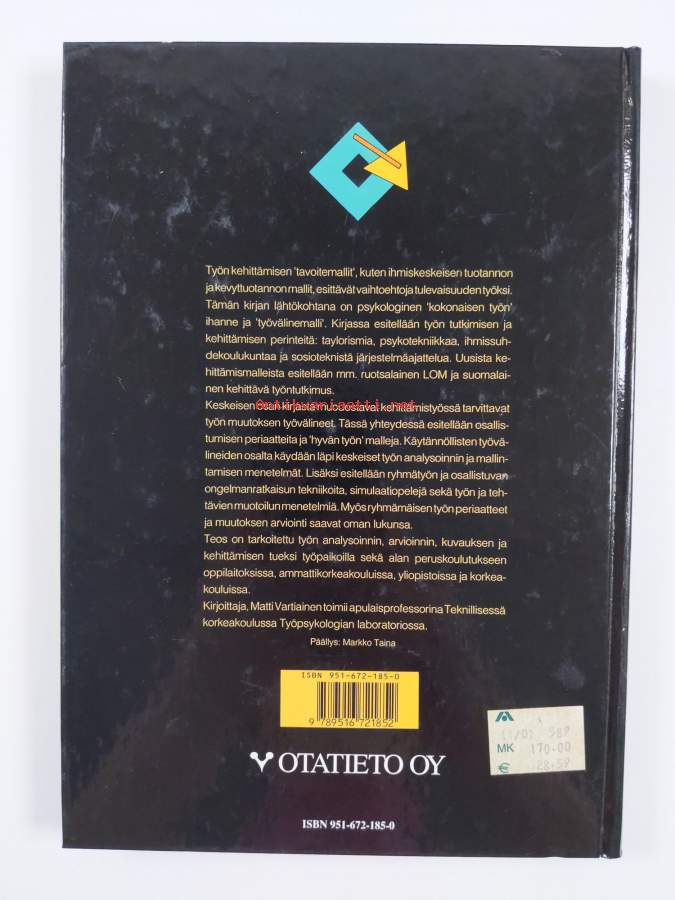 Työn kehittämisen 'tavoitemallit', kuten ihmiskeskeisen tuotannon
ja kevyttuotannon mallit, esittävät vaihtoehtoja tulevaisuuden työksi.
Tämän kirjan lähtökohtana on psykologinen 'kokonaisen työn'
ihanne ja 'työvälinemalli'. Kirjassa esitellään työn tutkimisen ja
kehittämisen perinteitä: taylorismia, psykotekniikkaa, ihmissuh-
dekoulukuntaa ja sosioteknistä järjestelmäajattelua. Uusista ke-
hittämismalleista esitellään mm. ruotsalainen LOM ja suomalai-
nen kehittävä työntutkimus.
Antikvariaatti.net
Keskeisen osan kirjasta muodostavat kehittämistyössä tarvittavat
työn muutoksen työvälineet. Tässä yhteydessä esitellään osallis-
tumisen periaatteita ja 'hyvän työn' malleja. Käytännöllisten työvä-
lineiden osalta käydään läpi keskeiset työn analysoinnin ja mallin-
tamisen menetelmät. Lisäksi esitellään ryhmätyön ja osallistuvan
ongelmanratkaisun tekniikoita, simulaatiopelejä sekä työn ja teh-
tävien muotoilun menetelmiä. Myös ryhmämäisen työn periaatteet
ja muutoksen arviointi saavat oman lukunsa.
Teos on tarkoitettu työn analysoinnin, arvioinnin, kuvauksen ja
kehittämisen tueksi työpaikoilla sekä alan peruskoulutukseen
oppilaitoksissa, ammattikorkeakouluissa, yliopistoissa ja korkea-
kouluissa.
Kirjoittaja, Matti Vartiainen toimii apulaisprofessorina Teknillisessä
korkeakoulussa Työpsykologian laboratoriossa.
Päällys: Markko Taina
ISBN 951-672-185-0
9 789516 721852
MK 170.00
€ 28.59
OTATIETO OY
ISBN 951-672-185-0